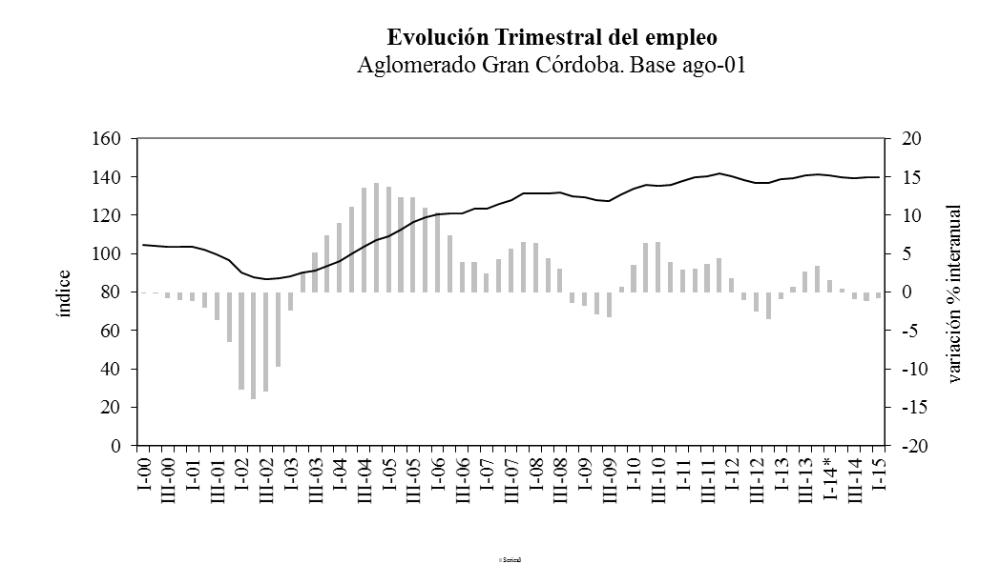 Evolución Trimestral del empleo
Aglomerado Gran Córdoba. Base ago-01
160
140
120
100
80
60
40
20
0
índice
20
15
10
5
0
-5
-10
-15
-20
variación % interanual
I-00
III-00
I-01
III-01
I-02
III-02
I-03
III-03
I-04
III-04
I-05
III-05
I-06
III-06
I-07
III-07
I-08
III-08
I-09
III-09
I-10
III-10
I-11
III-11
I-12
III-12
I-13
III-13
I-14*
III-14
I-15